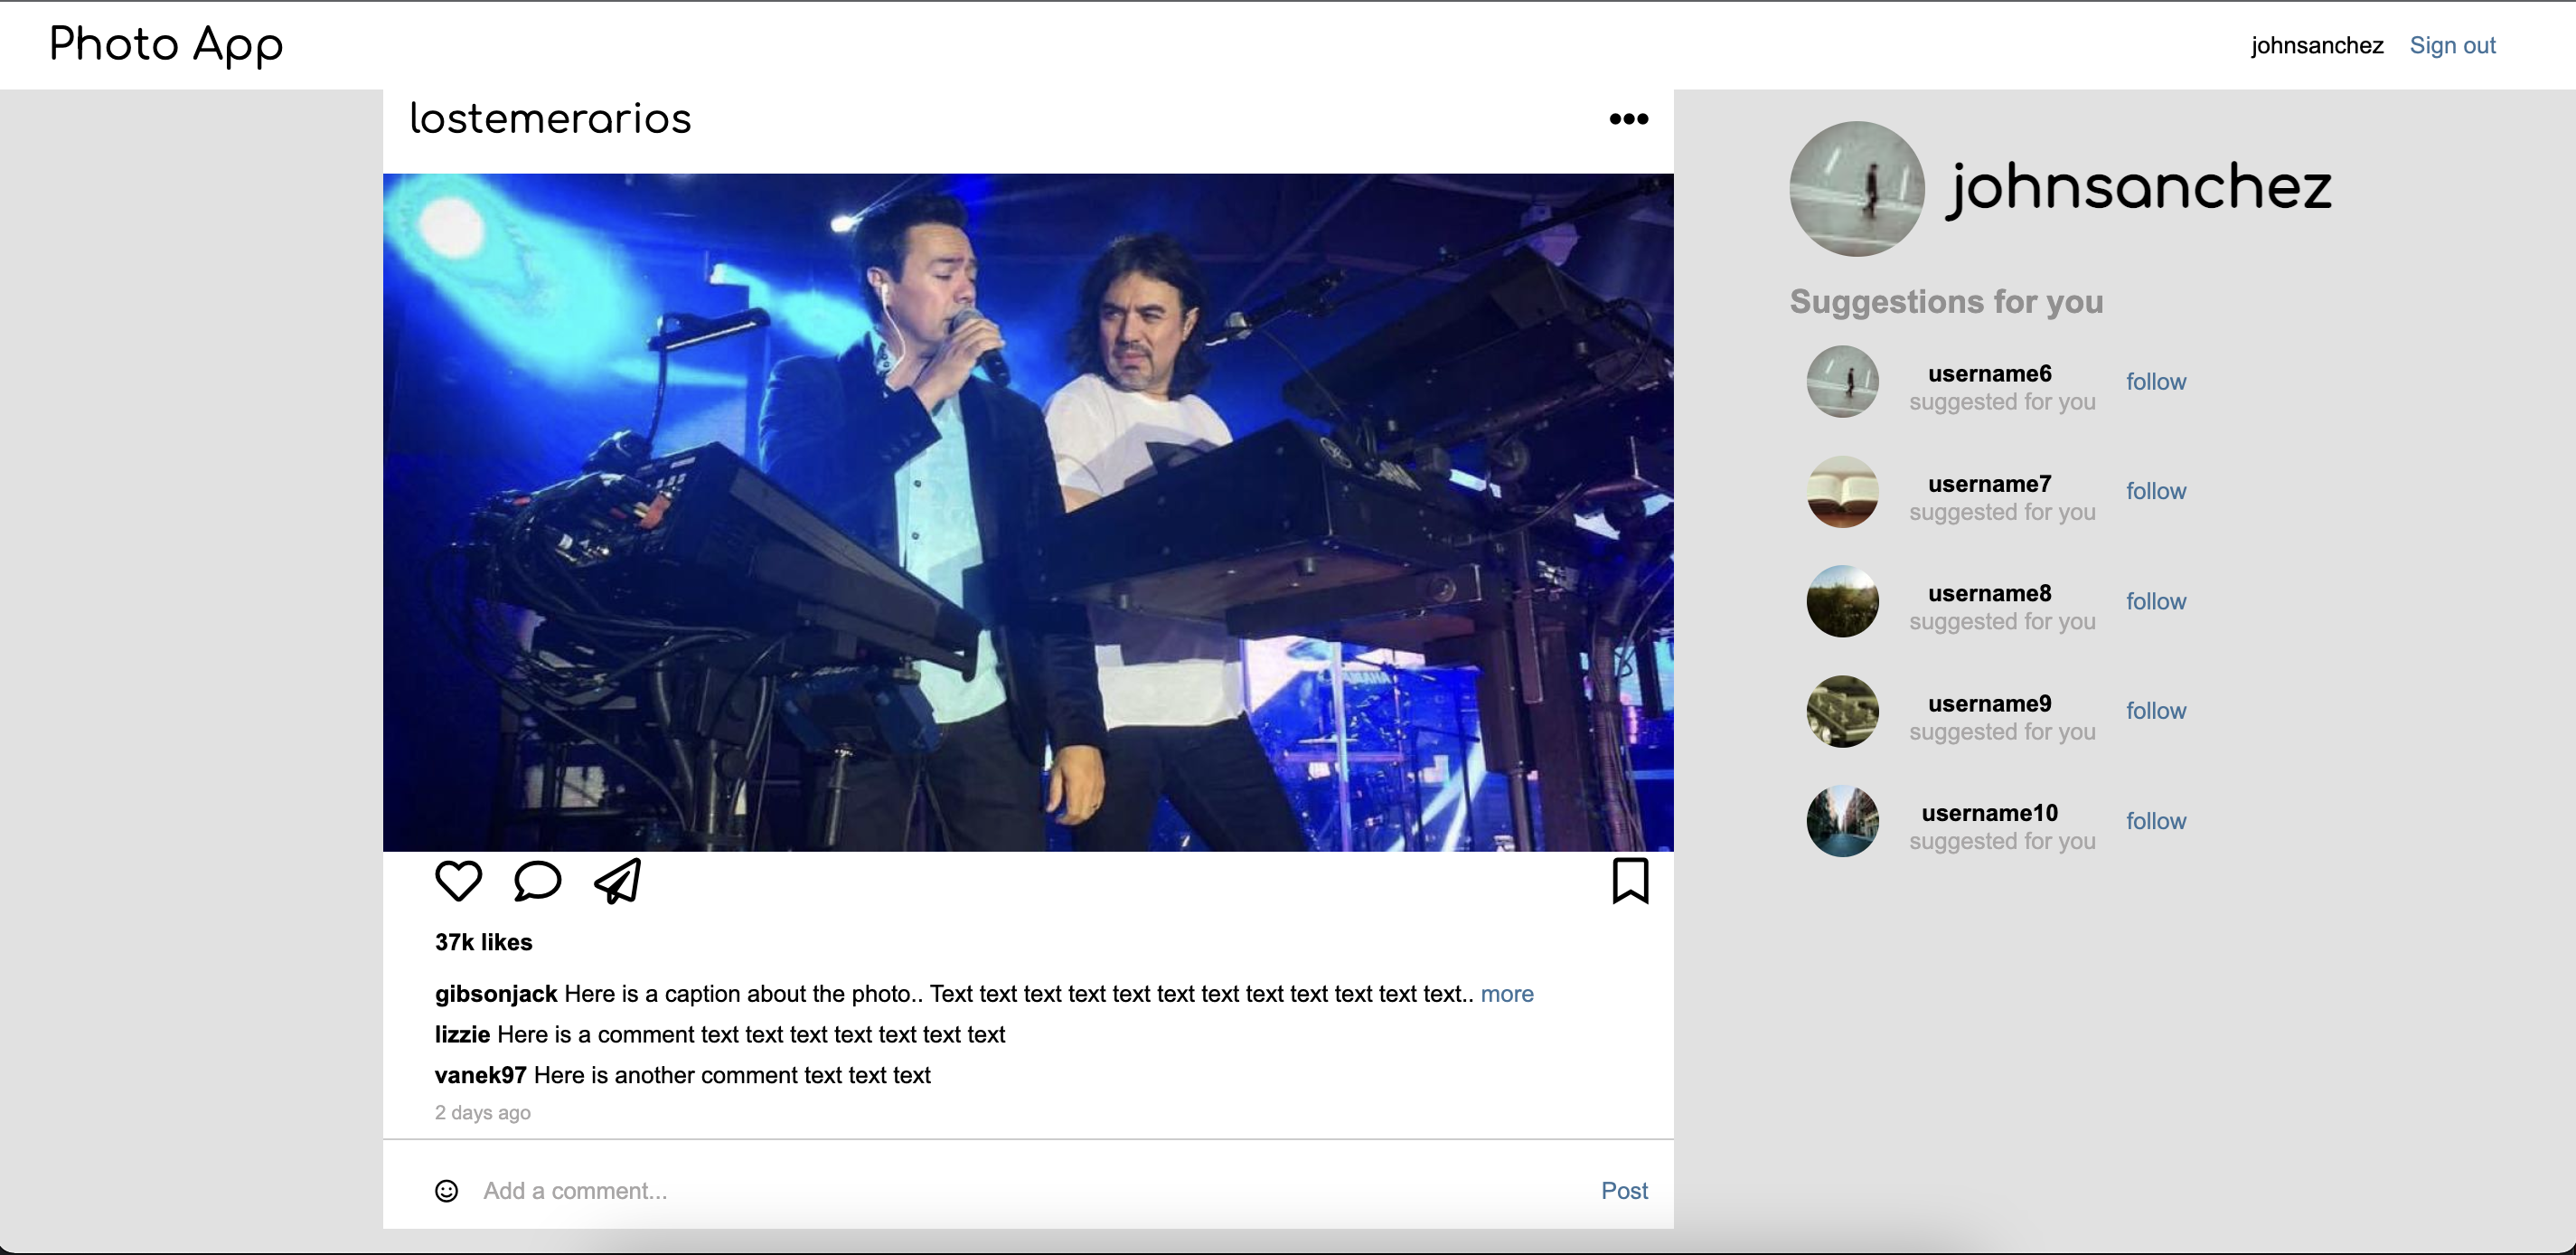 Photo App
johnsanchez Sign out
lostemerarios
YAMAHA
37k likes
gibsonjack Here is a caption about the photo.. Text text text text text text text text text text text text.. more
lizzie Here is a comment text text text text text text text
vanek97 Here is another comment text text text
2 days ago
Add a comment...
Post
johnsanchez
Suggestions for you
username6
suggested for you
follow
username7
suggested for you
follow
username8
suggested for you
follow
username9
suggested for you
follow
username10
suggested for you
follow